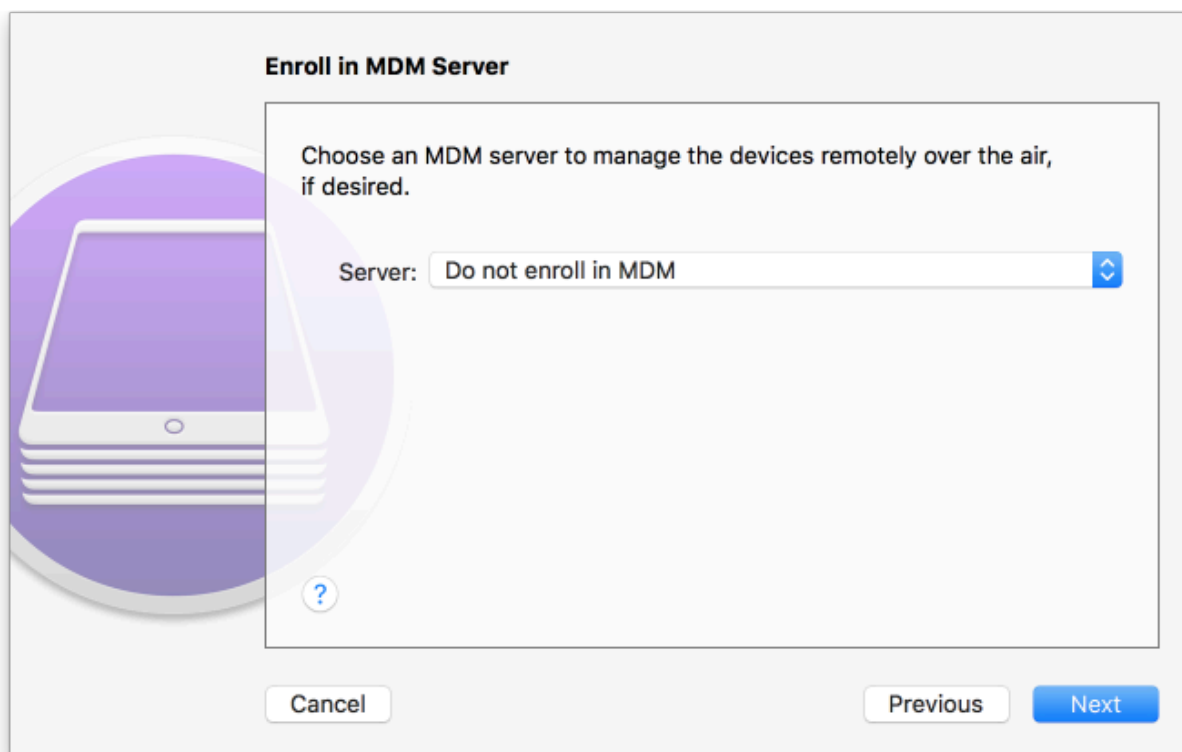 Enroll in MDM Server
Choose an MDM server to manage the devices remotely over the air,
if desired.
Server: Do not enroll in MDM
?
Cancel Previous Next